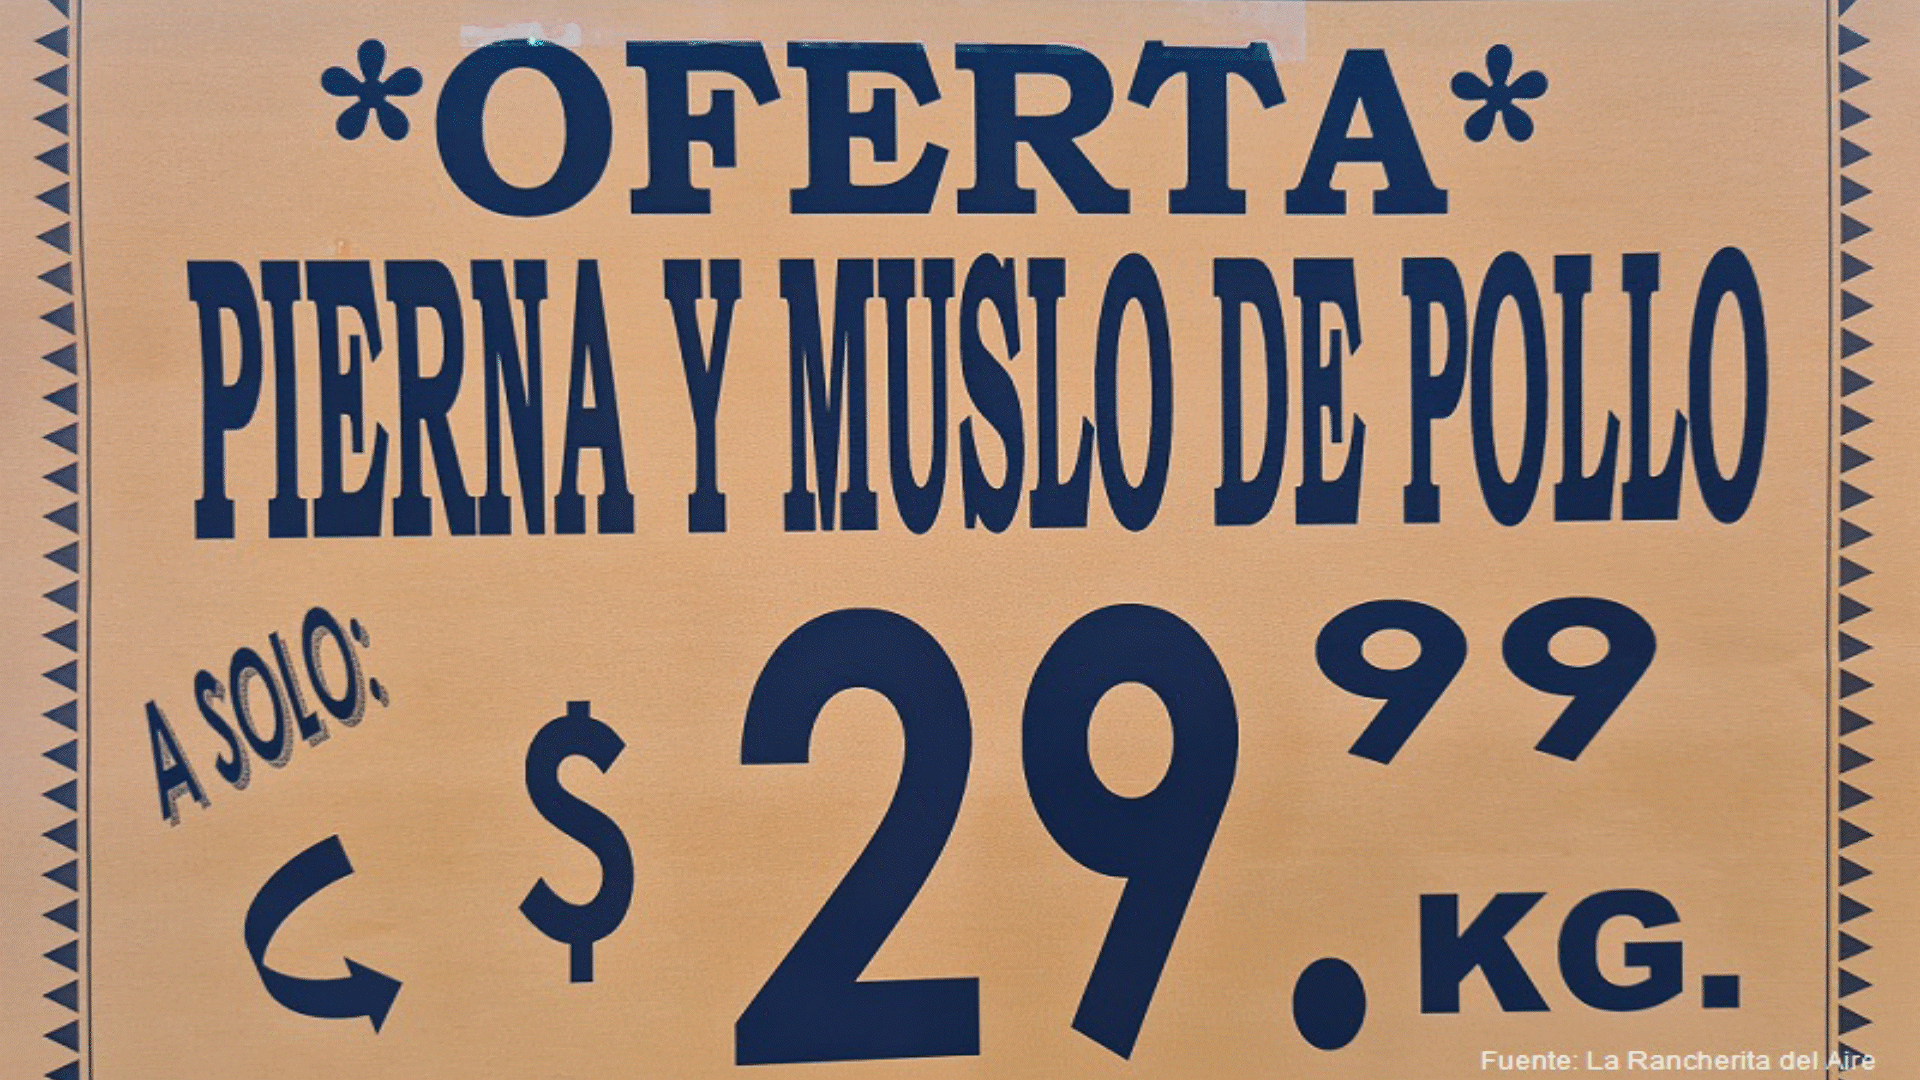 *OFERTA*
PIERNA Y MUSLO DE POLLO
A SOLO:
$ 29.99 KG.
Fuente: La Rancherita del Aire